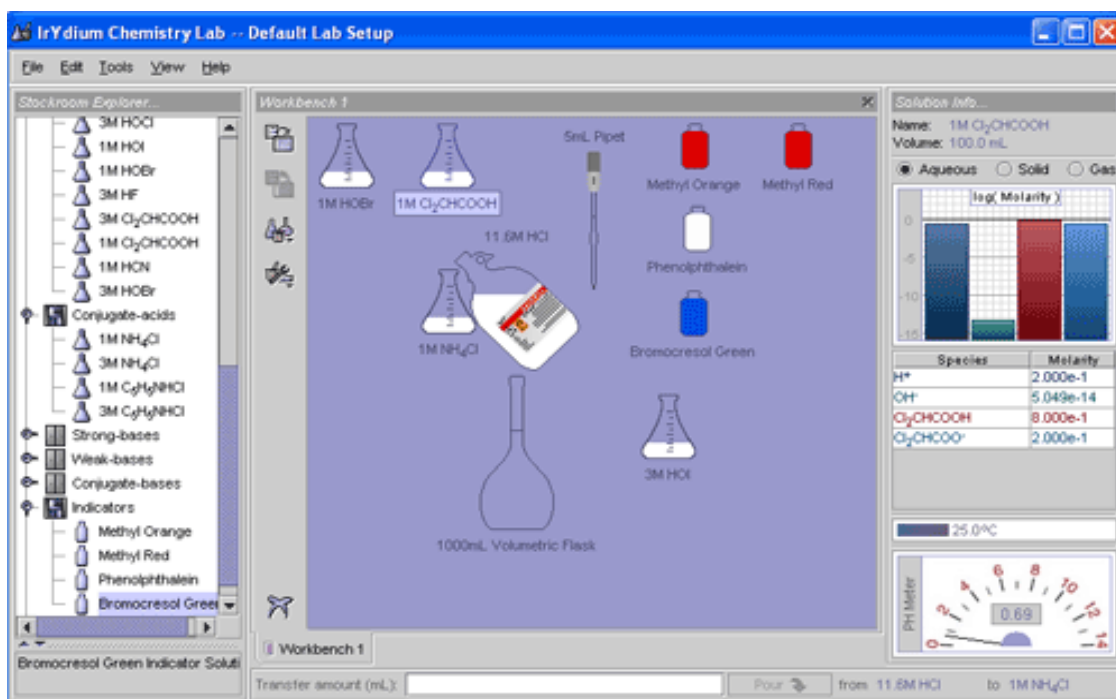 IrYdium Chemistry Lab -- Default Lab Setup
File Edit Tools View Help
Stockroom Explorer...
3M HOCl
1M HOI
1M HOBr
3M HF
3M Cl₂CHCOOH
1M Cl₂CHCOOH
1M HCN
3M HOBr
Conjugate-acids
1M NH₄Cl
3M NH₄Cl
1M C₅H₅NHCl
3M C₅H₅NHCl
Strong-bases
Weak-bases
Conjugate-bases
Indicators
Methyl Orange
Methyl Red
Phenolphthalein
Bromocresol Green
Bromocresol Green Indicator Soluti
Workbench 1
1M HOBr
1M Cl₂CHCOOH
5mL Pipet
Methyl Orange
Methyl Red
11.6M HCl
Phenolphthalein
1M NH₄Cl
Bromocresol Green
3M HOI
1000mL Volumetric Flask
Workbench 1
Transfer amount (mL): Pour from 11.6M HCl to 1M NH₄Cl
Solution Info...
Name: 1M Cl₂CHCOOH
Volume: 100.0 mL
Aqueous Solid Gas
log( Molarity )
0
-5
-10
-15
Species Molarity
H⁺ 2.000e-1
OH⁻ 5.049e-14
Cl₂CHCOOH 8.000e-1
Cl₂CHCOO⁻ 2.000e-1
25.0ºC
PH Meter
0 2 4 6 8 10 12 14
0.69